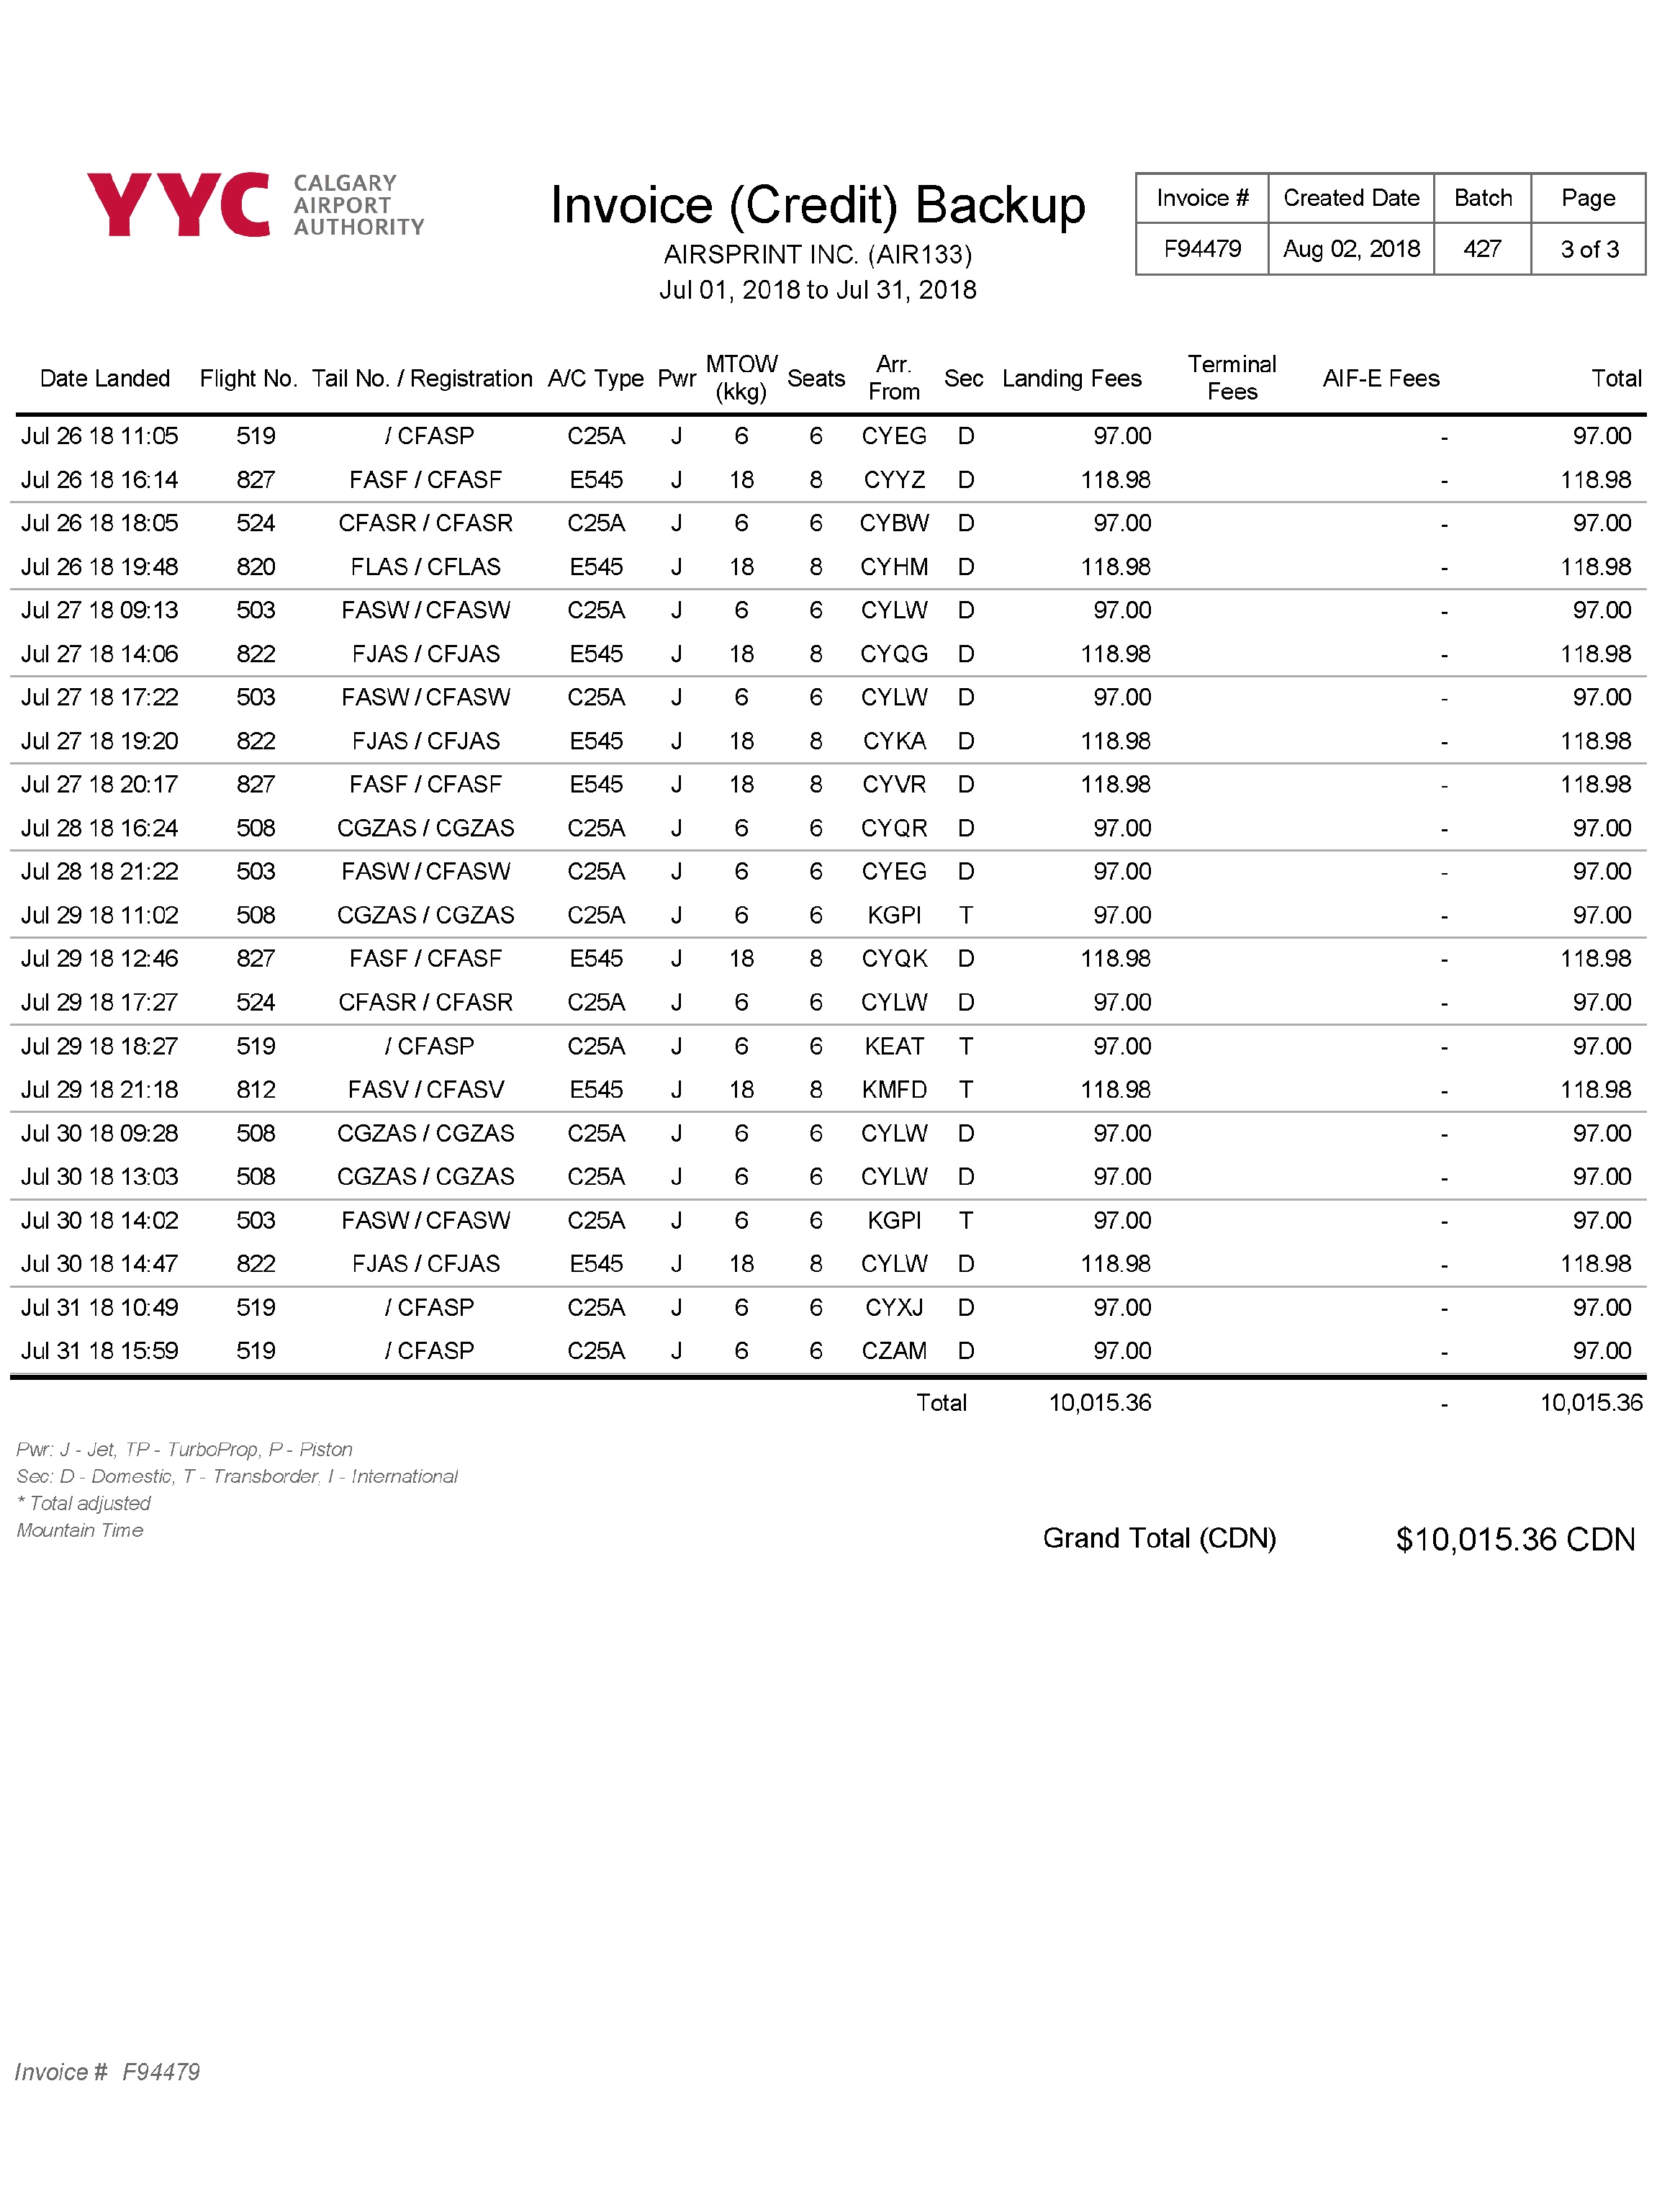 YYC CALGARY
AIRPORT
AUTHORITY
Invoice (Credit) Backup
AIRSPRINT INC. (AIR133)
Jul 01, 2018 to Jul 31, 2018
Invoice # Created Date Batch Page
F94479 Aug 02, 2018 427 3 of 3
Date Landed Flight No. Tail No. / Registration A/C Type Pwr MTOW (kkg) Seats Arr. From Sec Landing Fees Terminal Fees AIF-E Fees Total
Jul 26 18 11:05 519 / CFASP C25A J 6 6 CYEG D 97.00 - 97.00
Jul 26 18 16:14 827 FASF / CFASF E545 J 18 8 CYYZ D 118.98 - 118.98
Jul 26 18 18:05 524 CFASR / CFASR C25A J 6 6 CYBW D 97.00 - 97.00
Jul 26 18 19:48 820 FLAS / CFLAS E545 J 18 8 CYHM D 118.98 - 118.98
Jul 27 18 09:13 503 FASW / CFASW C25A J 6 6 CYLW D 97.00 - 97.00
Jul 27 18 14:06 822 FJAS / CFJAS E545 J 18 8 CYQG D 118.98 - 118.98
Jul 27 18 17:22 503 FASW / CFASW C25A J 6 6 CYLW D 97.00 - 97.00
Jul 27 18 19:20 822 FJAS / CFJAS E545 J 18 8 CYKA D 118.98 - 118.98
Jul 27 18 20:17 827 FASF / CFASF E545 J 18 8 CYVR D 118.98 - 118.98
Jul 28 18 16:24 508 CGZAS / CGZAS C25A J 6 6 CYQR D 97.00 - 97.00
Jul 28 18 21:22 503 FASW / CFASW C25A J 6 6 CYEG D 97.00 - 97.00
Jul 29 18 11:02 508 CGZAS / CGZAS C25A J 6 6 KGPI T 97.00 - 97.00
Jul 29 18 12:46 827 FASF / CFASF E545 J 18 8 CYQK D 118.98 - 118.98
Jul 29 18 17:27 524 CFASR / CFASR C25A J 6 6 CYLW D 97.00 - 97.00
Jul 29 18 18:27 519 / CFASP C25A J 6 6 KEAT T 97.00 - 97.00
Jul 29 18 21:18 812 FASV / CFASV E545 J 18 8 KMFD T 118.98 - 118.98
Jul 30 18 09:28 508 CGZAS / CGZAS C25A J 6 6 CYLW D 97.00 - 97.00
Jul 30 18 13:03 508 CGZAS / CGZAS C25A J 6 6 CYLW D 97.00 - 97.00
Jul 30 18 14:02 503 FASW / CFASW C25A J 6 6 KGPI T 97.00 - 97.00
Jul 30 18 14:47 822 FJAS / CFJAS E545 J 18 8 CYLW D 118.98 - 118.98
Jul 31 18 10:49 519 / CFASP C25A J 6 6 CYXJ D 97.00 - 97.00
Jul 31 18 15:59 519 / CFASP C25A J 6 6 CZAM D 97.00 - 97.00
Total 10,015.36 - 10,015.36
Pwr: J - Jet, TP - TurboProp, P - Piston
Sec: D - Domestic, T - Transborder, I - International
* Total adjusted
Mountain Time
Grand Total (CDN) $10,015.36 CDN
Invoice # F94479